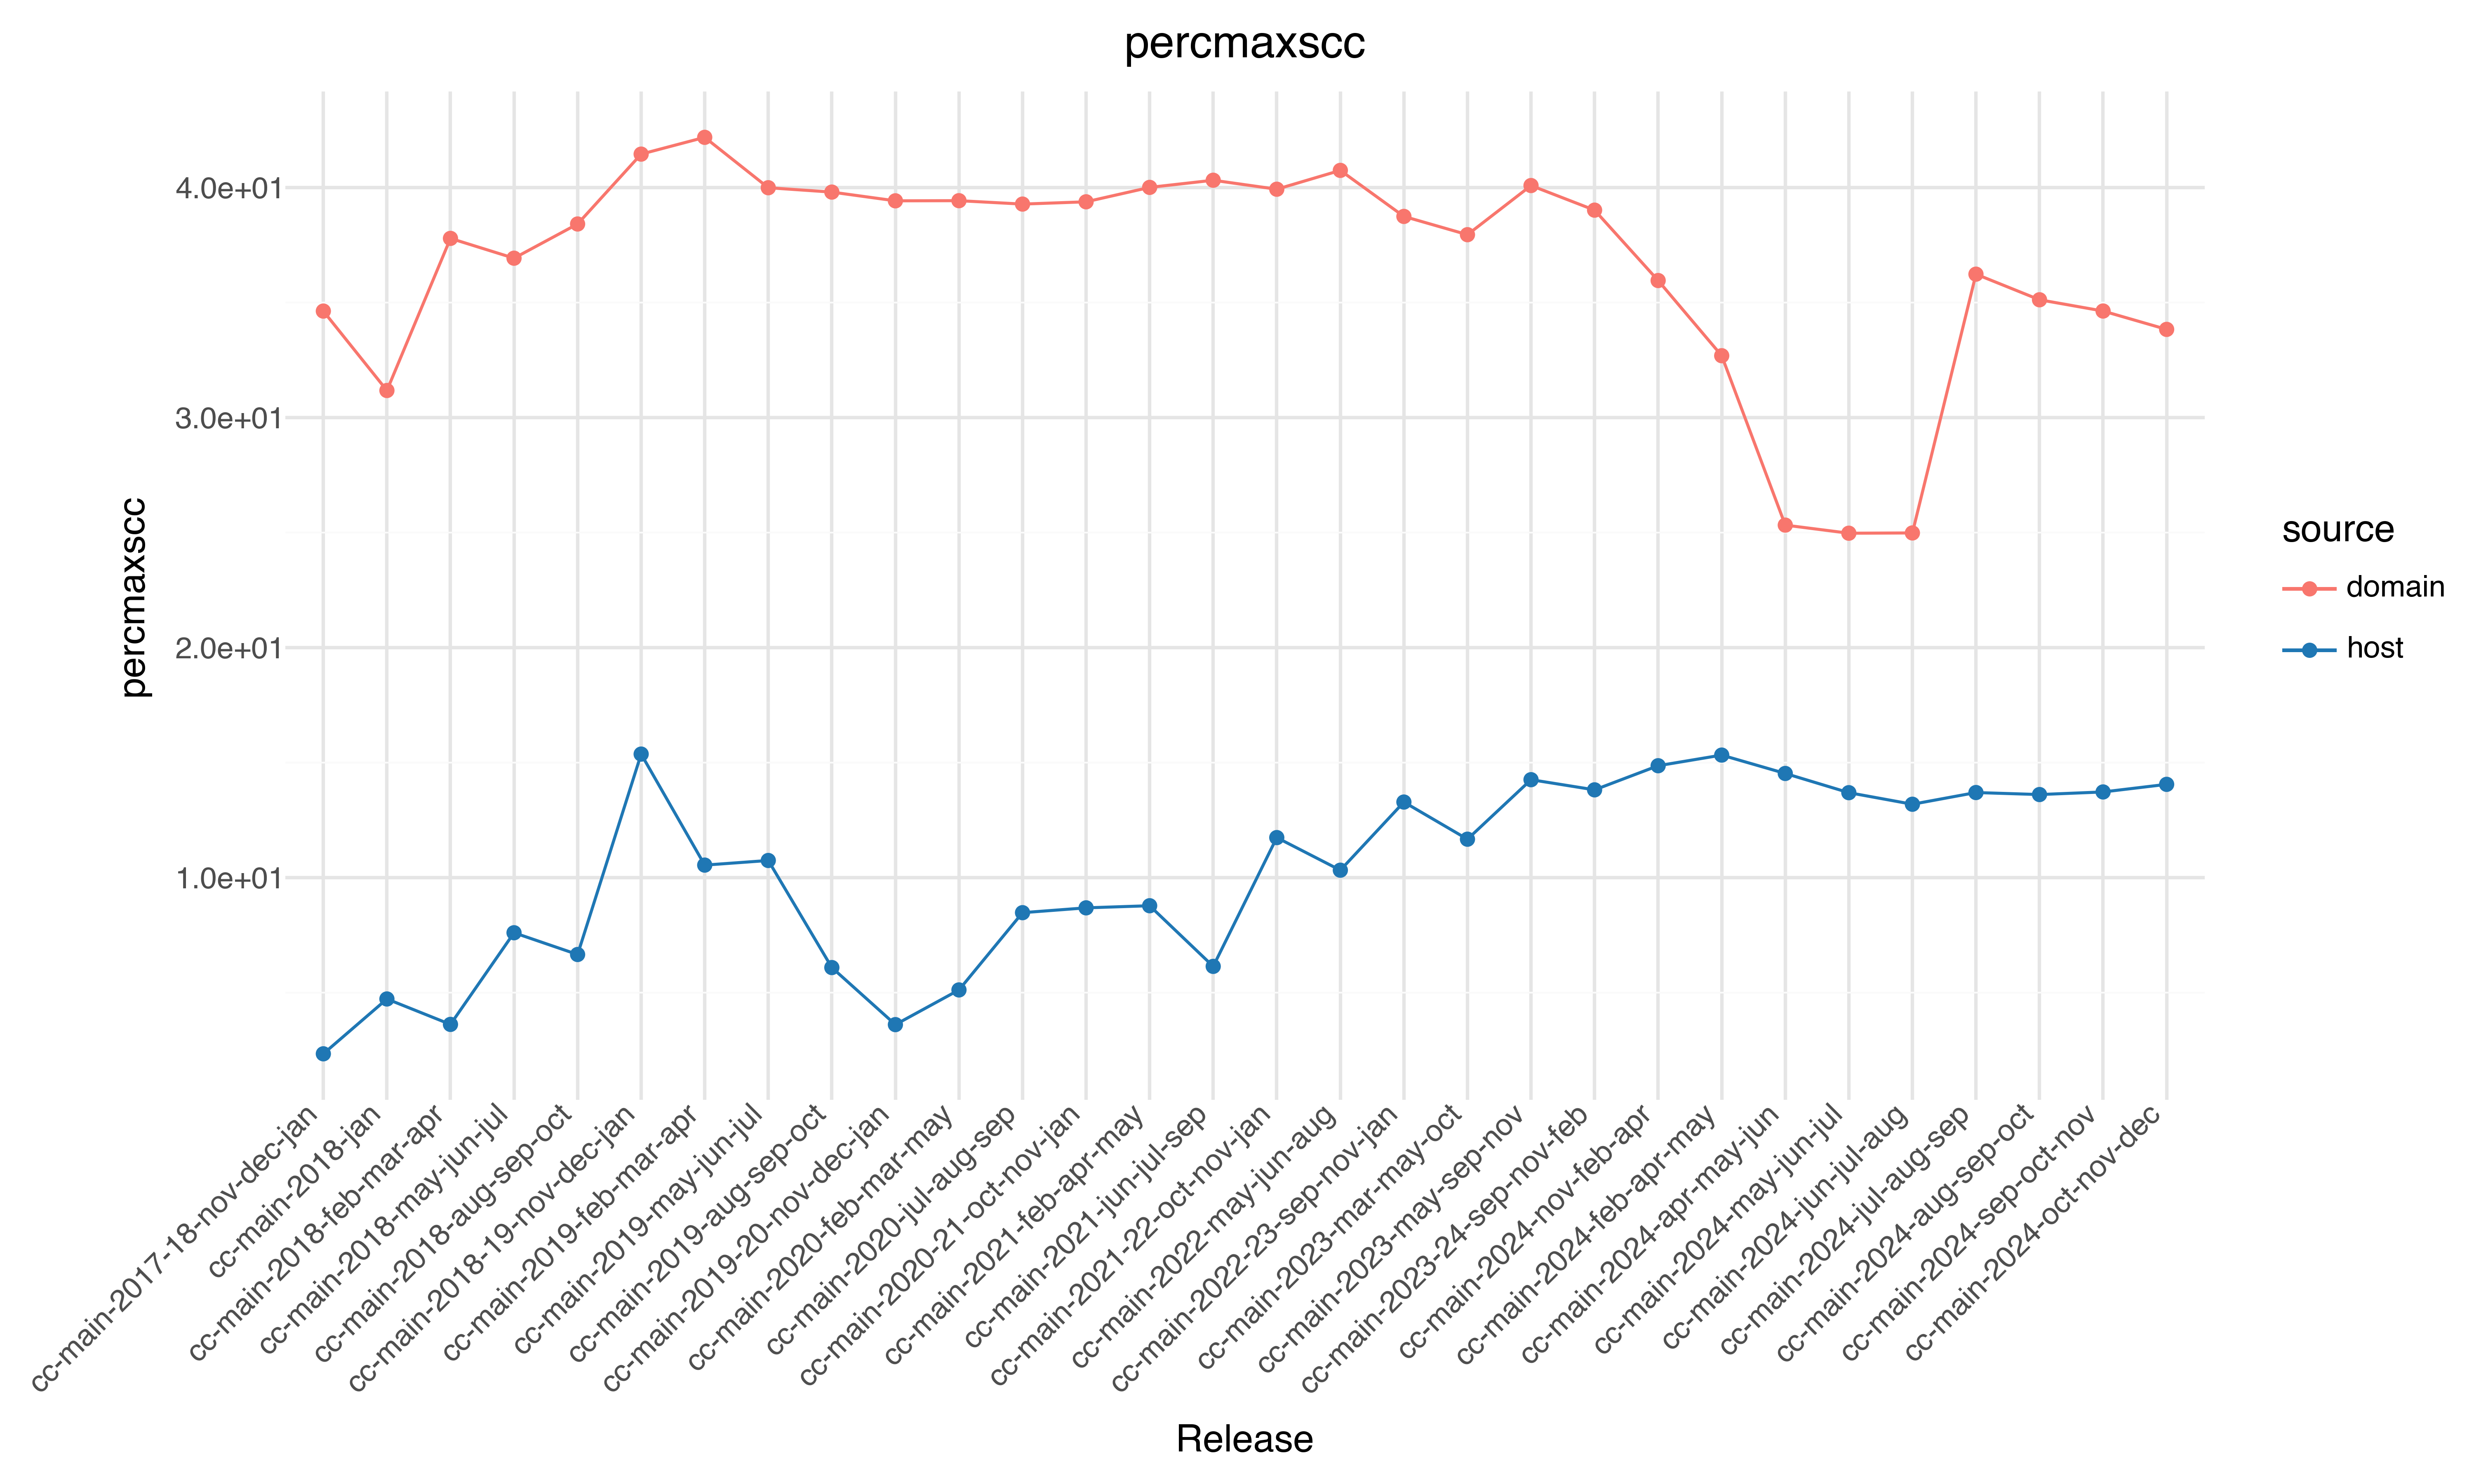 percmaxscc
percmaxscc
4.0e+01
3.0e+01
2.0e+01
1.0e+01
cc-main-2017-18-nov-dec-jan
cc-main-2018-jan
cc-main-2018-feb-mar-apr
cc-main-2018-may-jun-jul
cc-main-2018-aug-sep-oct
cc-main-2018-19-nov-dec-jan
cc-main-2019-feb-mar-apr
cc-main-2019-may-jun-jul
cc-main-2019-aug-sep-oct
cc-main-2019-20-nov-dec-jan
cc-main-2020-feb-mar-may
cc-main-2020-jul-aug-sep
cc-main-2020-21-oct-nov-jan
cc-main-2021-feb-apr-may
cc-main-2021-jun-jul-sep
cc-main-2021-22-oct-nov-jan
cc-main-2022-may-jun-aug
cc-main-2022-23-sep-nov-jan
cc-main-2023-mar-may-oct
cc-main-2023-may-sep-nov
cc-main-2023-24-sep-nov-feb
cc-main-2024-nov-feb-apr
cc-main-2024-feb-apr-may
cc-main-2024-apr-may-jun
cc-main-2024-may-jun-jul
cc-main-2024-jun-jul-aug
cc-main-2024-jul-aug-sep
cc-main-2024-aug-sep-oct
cc-main-2024-sep-oct-nov
cc-main-2024-oct-nov-dec
Release
source
domain
host